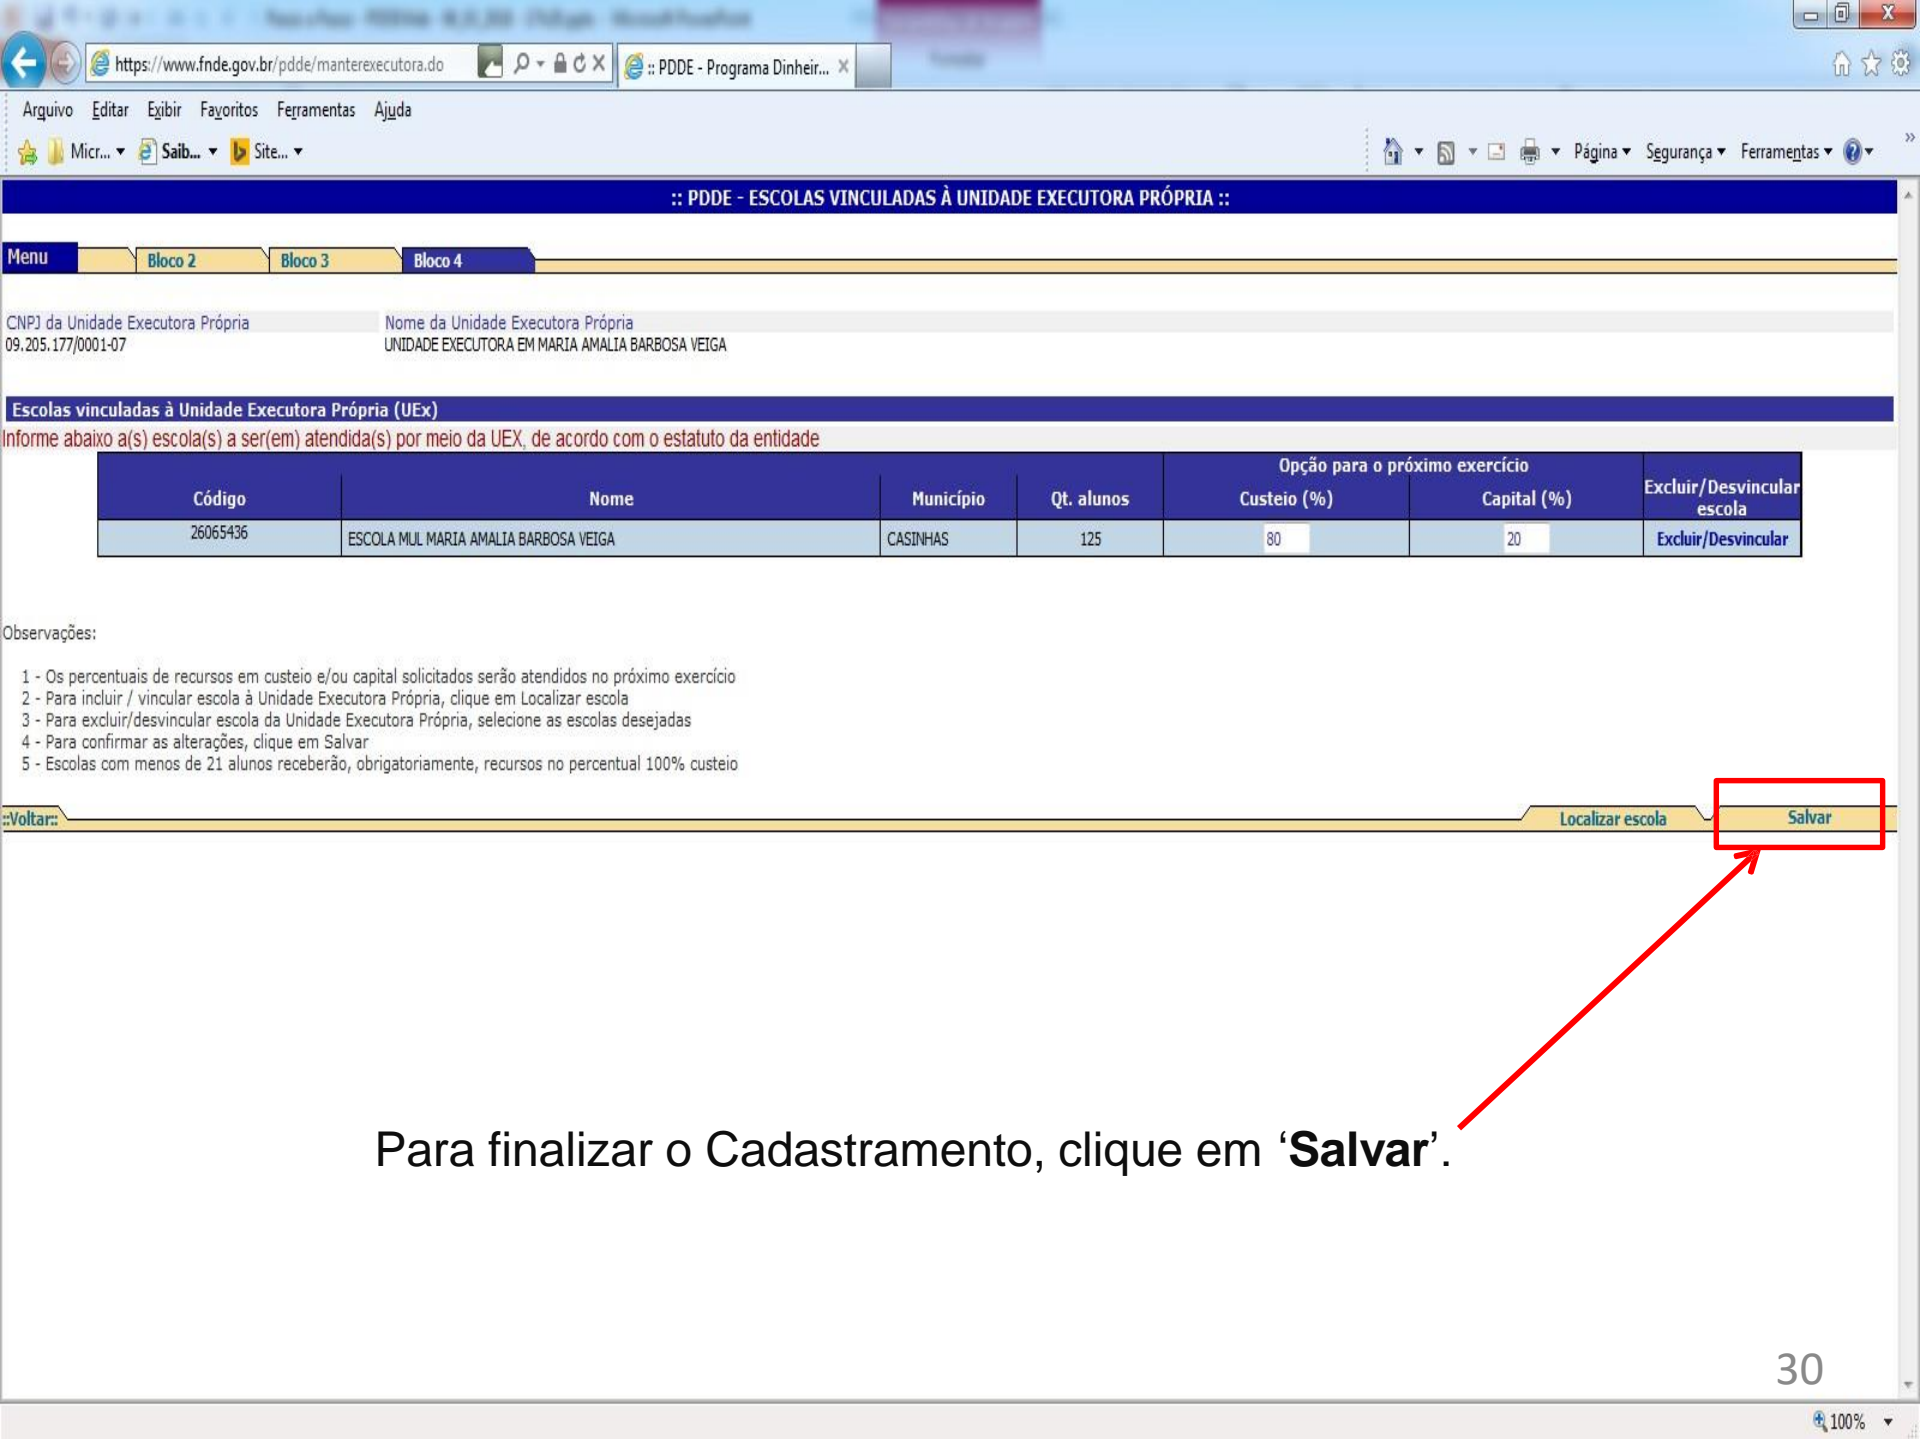 https://www.fnde.gov.br/pdde/manterexecutora.do
:: PDDE - Programa Dinheir...
Arquivo Editar Exibir Favoritos Ferramentas Ajuda
Micr... Saib... Site... Página Segurança Ferramentas
:: PDDE - ESCOLAS VINCULADAS À UNIDADE EXECUTORA PRÓPRIA ::
Menu Bloco 2 Bloco 3 Bloco 4
CNPJ da Unidade Executora Própria Nome da Unidade Executora Própria
09.205.177/0001-07 UNIDADE EXECUTORA EM MARIA AMALIA BARBOSA VEIGA
Escolas vinculadas à Unidade Executora Própria (UEx)
Informe abaixo a(s) escola(s) a ser(em) atendida(s) por meio da UEX, de acordo com o estatuto da entidade
Opção para o próximo exercício
Código Nome Município Qt. alunos Custeio (%) Capital (%) Excluir/Desvincular
escola
26065436 ESCOLA MUL MARIA AMALIA BARBOSA VEIGA CASINHAS 125 80 20 Excluir/Desvincular
Observações:
1 - Os percentuais de recursos em custeio e/ou capital solicitados serão atendidos no próximo exercício
2 - Para incluir / vincular escola à Unidade Executora Própria, clique em Localizar escola
3 - Para excluir/desvincular escola da Unidade Executora Própria, selecione as escolas desejadas
4 - Para confirmar as alterações, clique em Salvar
5 - Escolas com menos de 21 alunos receberão, obrigatoriamente, recursos no percentual 100% custeio
::Voltar:: Localizar escola Salvar
Para finalizar o Cadastramento, clique em ‘Salvar’.
30
100%